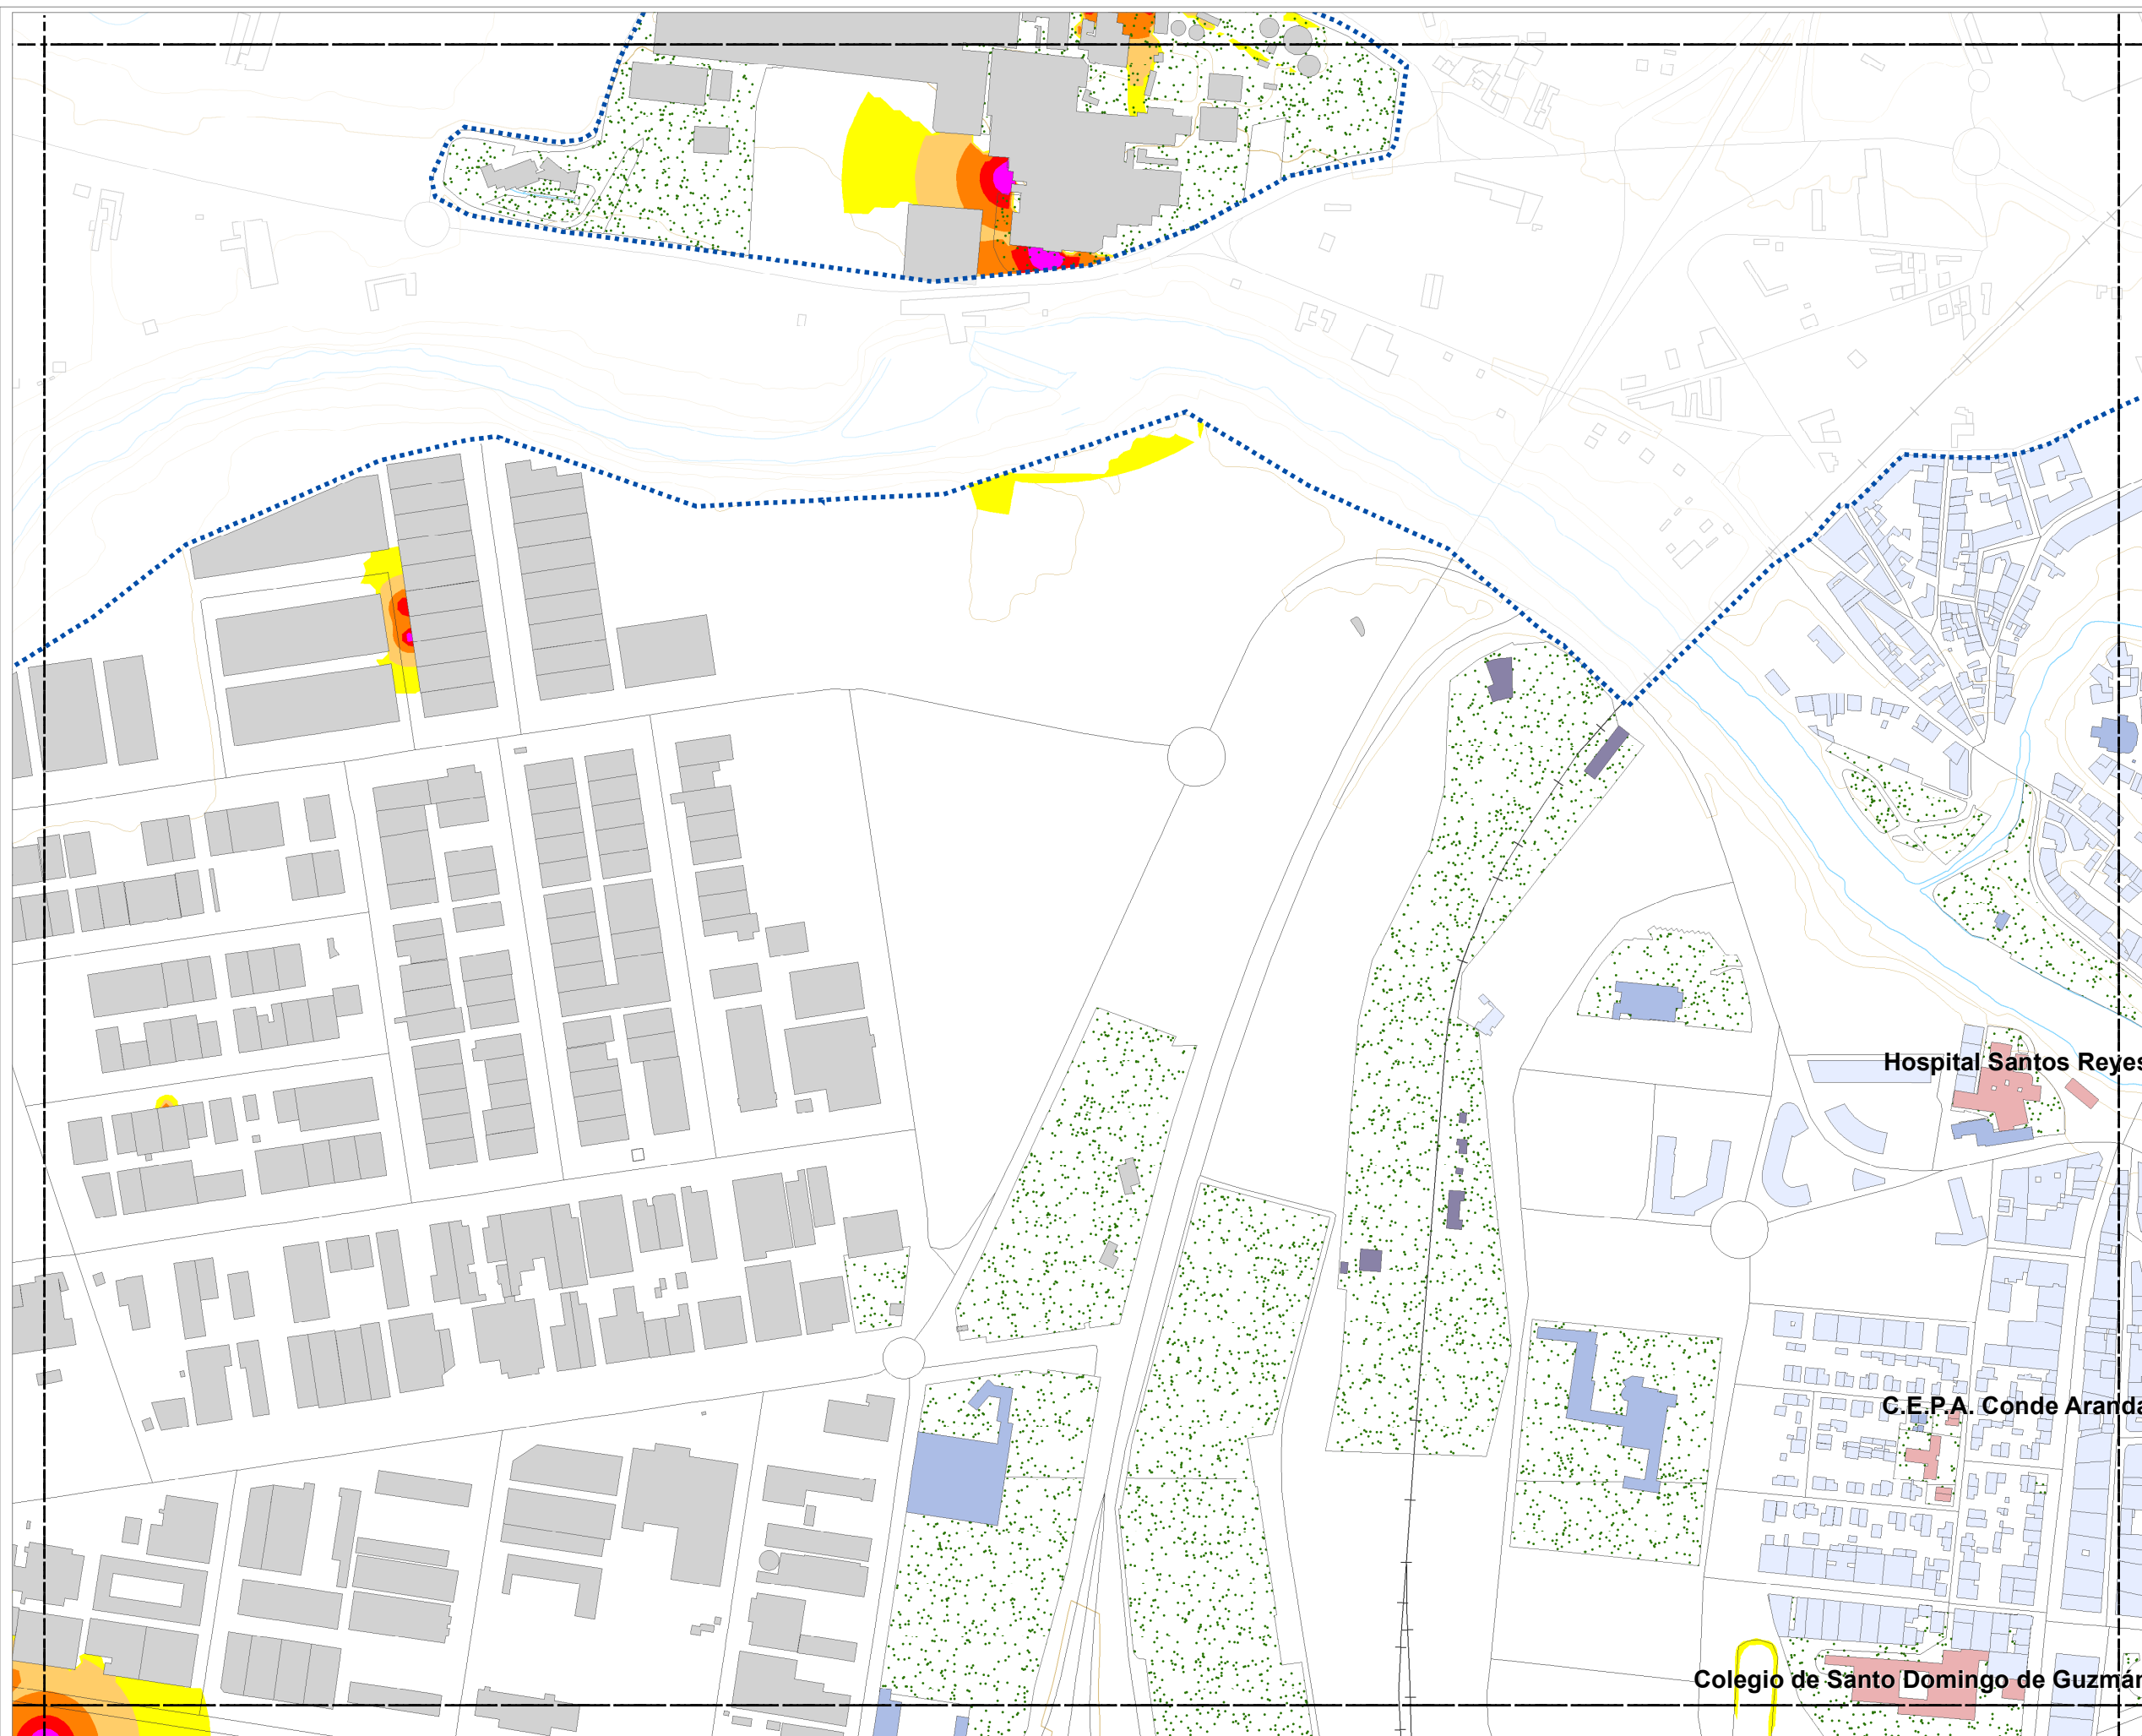 Hospital Santos Reyes
C.E.P.A. Conde Aranda
Colegio de Santo Domingo de Guzmán